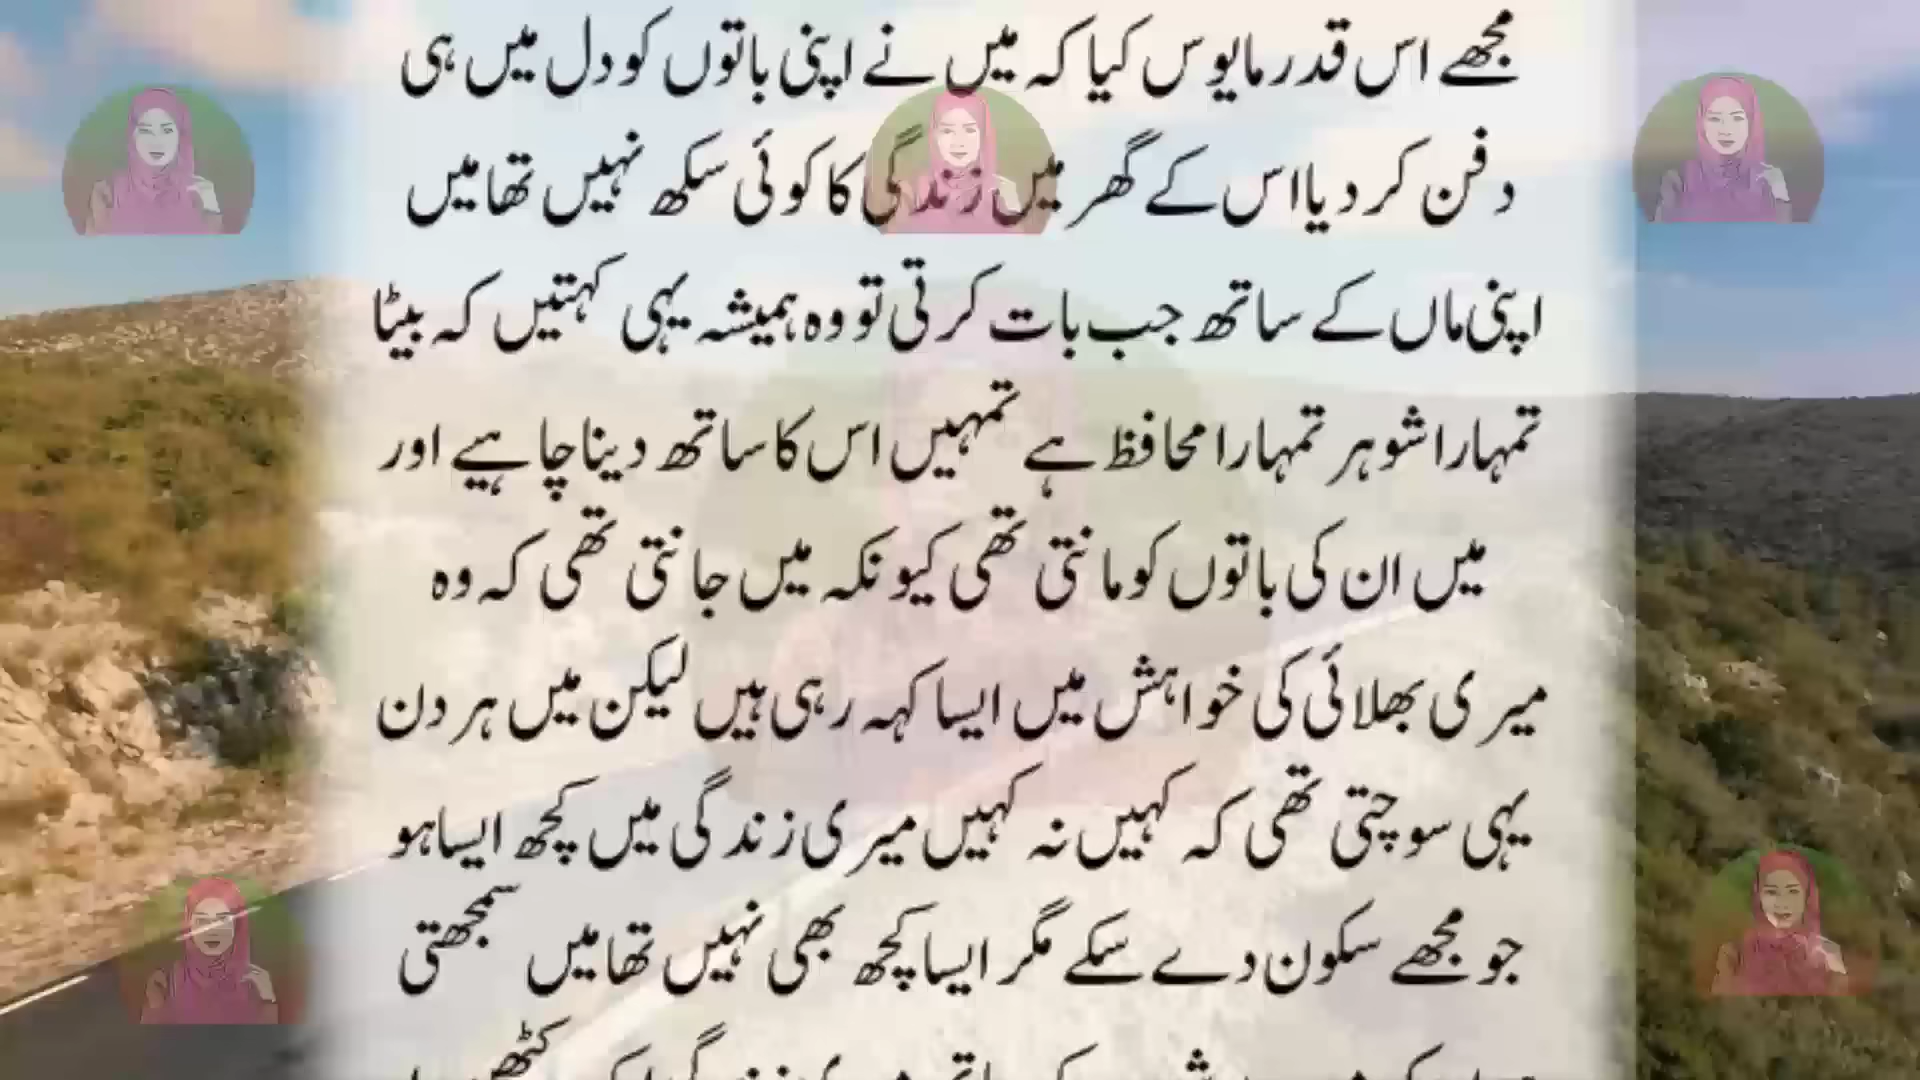 مجھے اس قدر مایوس کیا کہ میں نے اپنی باتوں کو دل میں ہی
دفن کر دیا اس کے گھر میں زندگی کا کوئی سکھ نہیں تھا میں
اپنی ماں کے ساتھ جب بات کرتی تو وہ ہمیشہ یہی کہتیں کہ بیٹا
تمہارا شوہر تمہارا محافظ ہے تمہیں اس کا ساتھ دینا چاہیے اور
میں ان کی باتوں کو مانتی تھی کیونکہ میں جانتی تھی کہ وہ
میری بھلائی کی خواہش میں ایسا کہہ رہی ہیں لیکن میں ہر دن
یہی سوچتی تھی کہ کہیں نہ کہیں میری زندگی میں کچھ ایسا ہو
جو مجھے سکون دے سکے مگر ایسا کچھ بھی نہیں تھا میں سمجھتی